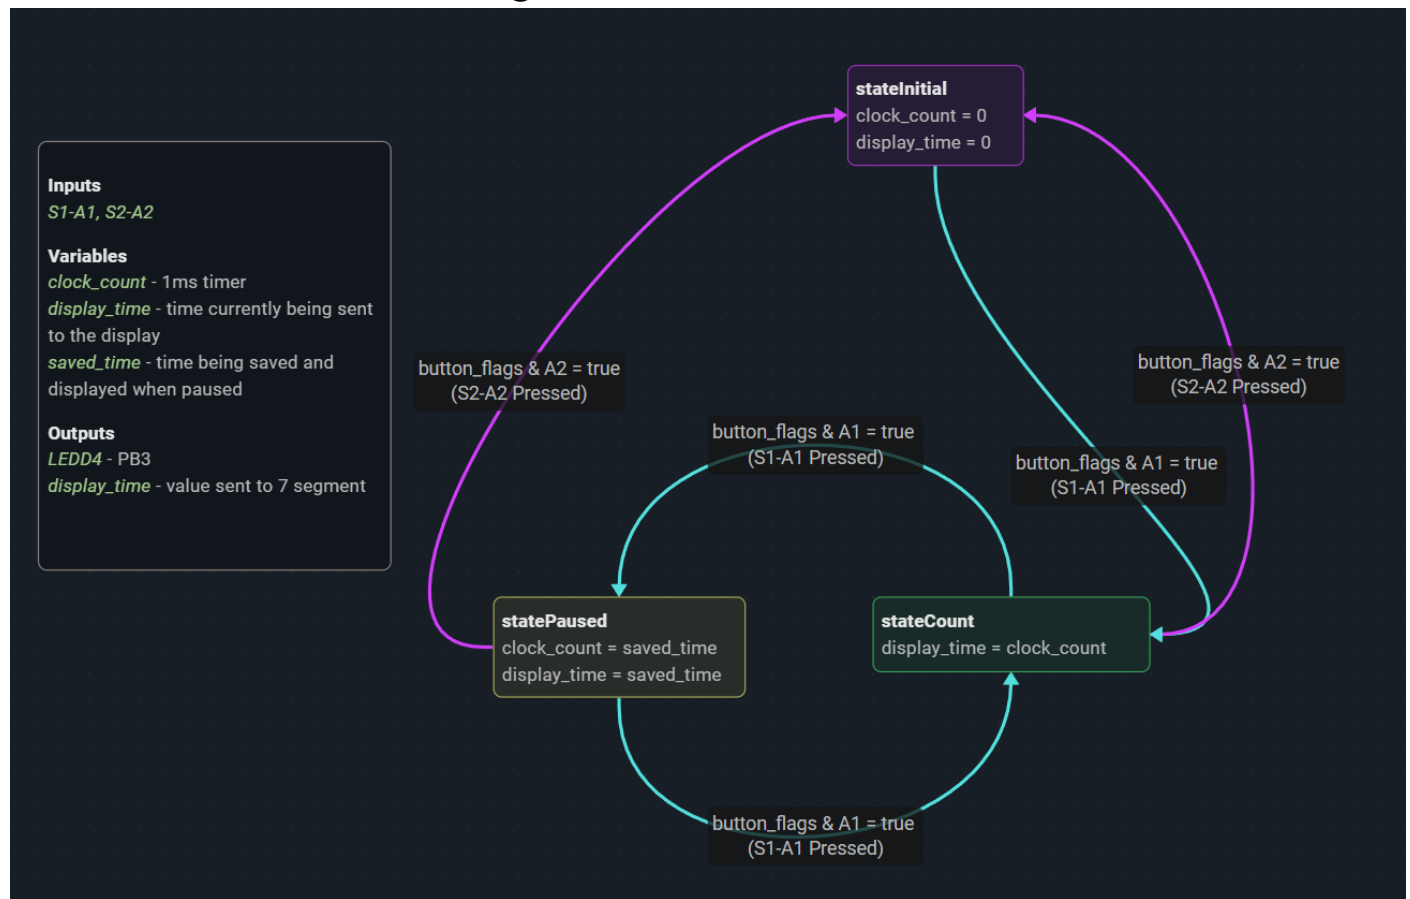 Inputs
S1-A1, S2-A2
Variables
clock_count - 1ms timer
display_time - time currently being sent
to the display
saved_time - time being saved and
displayed when paused
Outputs
LEDD4 - PB3
display_time - value sent to 7 segment
stateInitial
clock_count = 0
display_time = 0
button_flags & A2 = true
(S2-A2 Pressed)
button_flags & A2 = true
(S2-A2 Pressed)
button_flags & A1 = true
(S1-A1 Pressed)
button_flags & A1 = true
(S1-A1 Pressed)
statePaused
clock_count = saved_time
display_time = saved_time
stateCount
display_time = clock_count
button_flags & A1 = true
(S1-A1 Pressed)